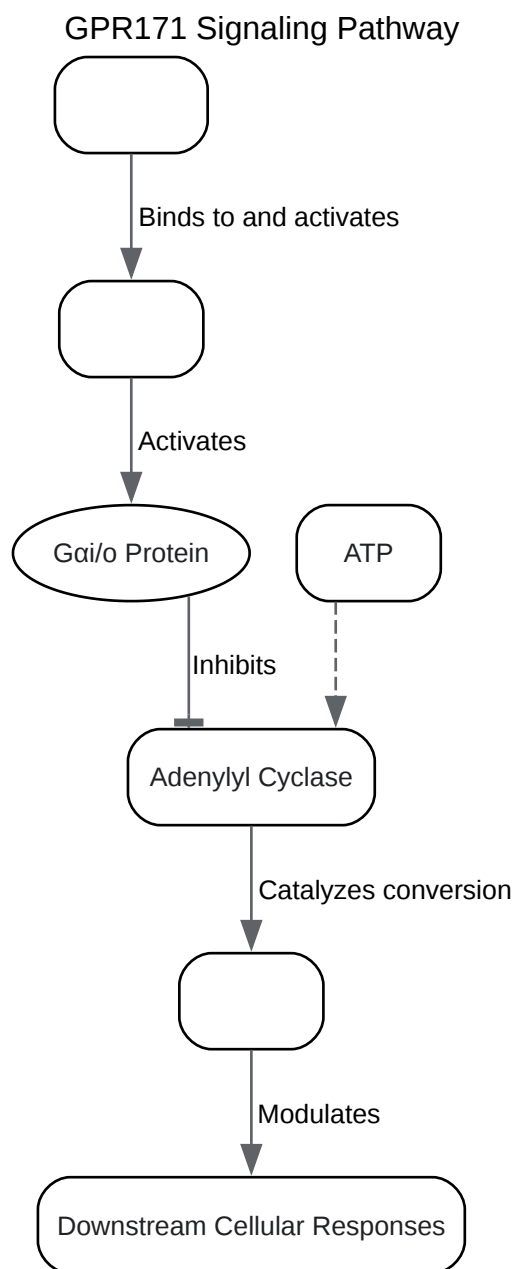 GPR171 Signaling Pathway
Binds to and activates
Activates
Gαi/o Protein
ATP
Inhibits
Adenylyl Cyclase
Catalyzes conversion
Modulates
Downstream Cellular Responses